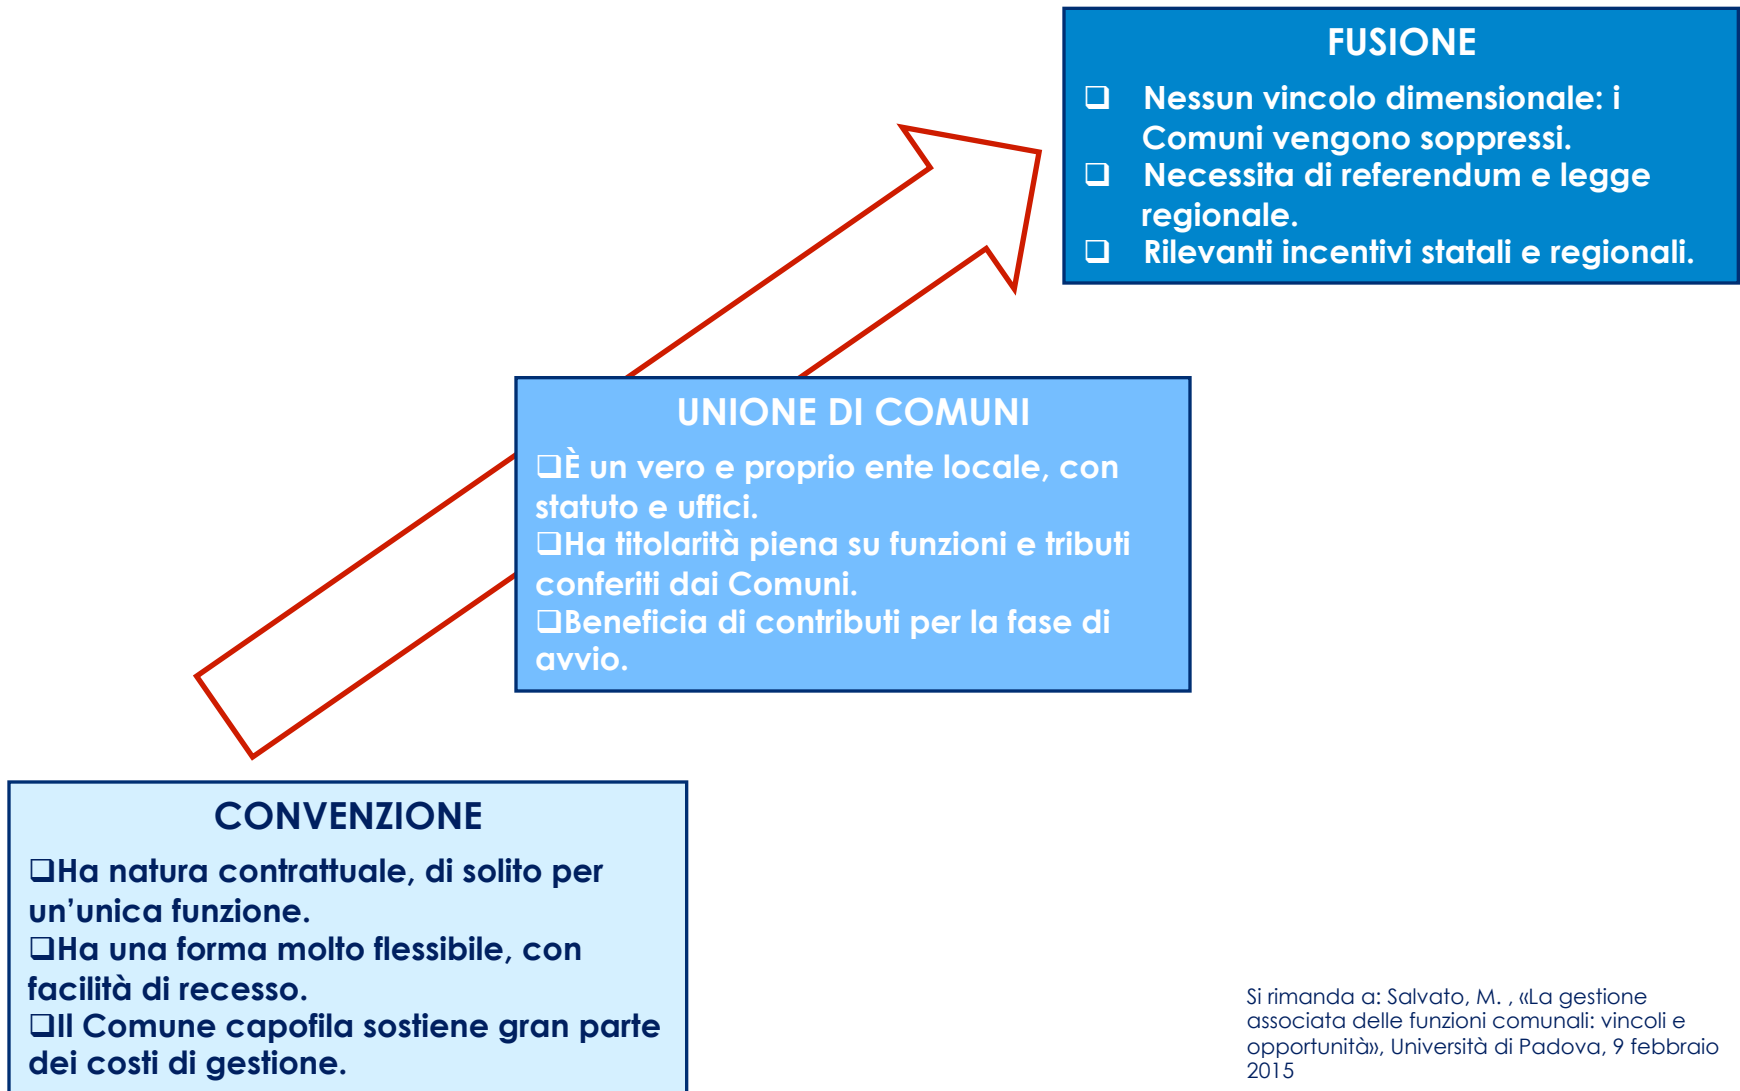 FUSIONE
❑ Nessun vincolo dimensionale: i
Comuni vengono soppressi.
❑ Necessita di referendum e legge
regionale.
❑ Rilevanti incentivi statali e regionali.
UNIONE DI COMUNI
❑È un vero e proprio ente locale, con
statuto e uffici.
❑Ha titolarità piena su funzioni e tributi
conferiti dai Comuni.
❑Beneficia di contributi per la fase di
avvio.
CONVENZIONE
❑Ha natura contrattuale, di solito per
un’unica funzione.
❑Ha una forma molto flessibile, con
facilità di recesso.
❑Il Comune capofila sostiene gran parte
dei costi di gestione.
Si rimanda a: Salvato, M. , «La gestione
associata delle funzioni comunali: vincoli e
opportunità», Università di Padova, 9 febbraio
2015